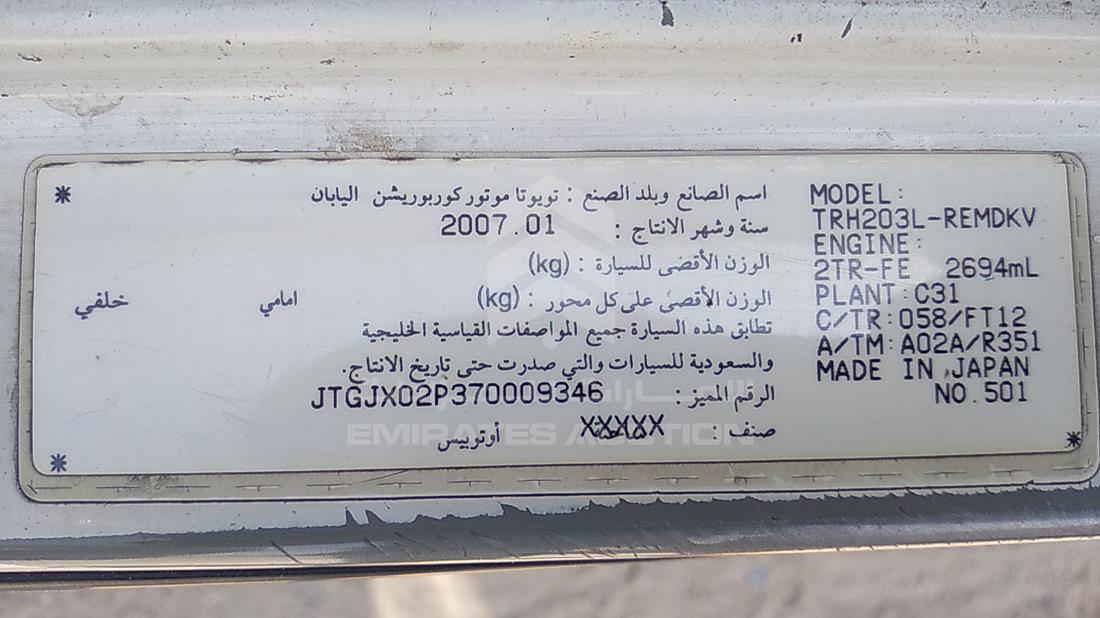 اسم الصانع وبلد الصنع : تويوتا موتور كوربوريشن اليابان
سنة وشهر الانتاج : 2007.01
الوزن الأقصى للسيارة : (kg)
الوزن الأقصى على كل محور : (kg) امامي خلفي
تطابق هذه السيارة جميع المواصفات القياسية الخليجية
والسعودية للسيارات والتي صدرت حتى تاريخ الانتاج.
الرقم المميز : JTGJX02P370009346
صنف : XXXXX أوتوبيس
MODEL:
TRH203L-REMDKV
ENGINE:
2TR-FE 2694mL
PLANT:C31
C/TR:058/FT12
A/TM:A02A/R351
MADE IN JAPAN
NO.501
EMIRATES AUCTION